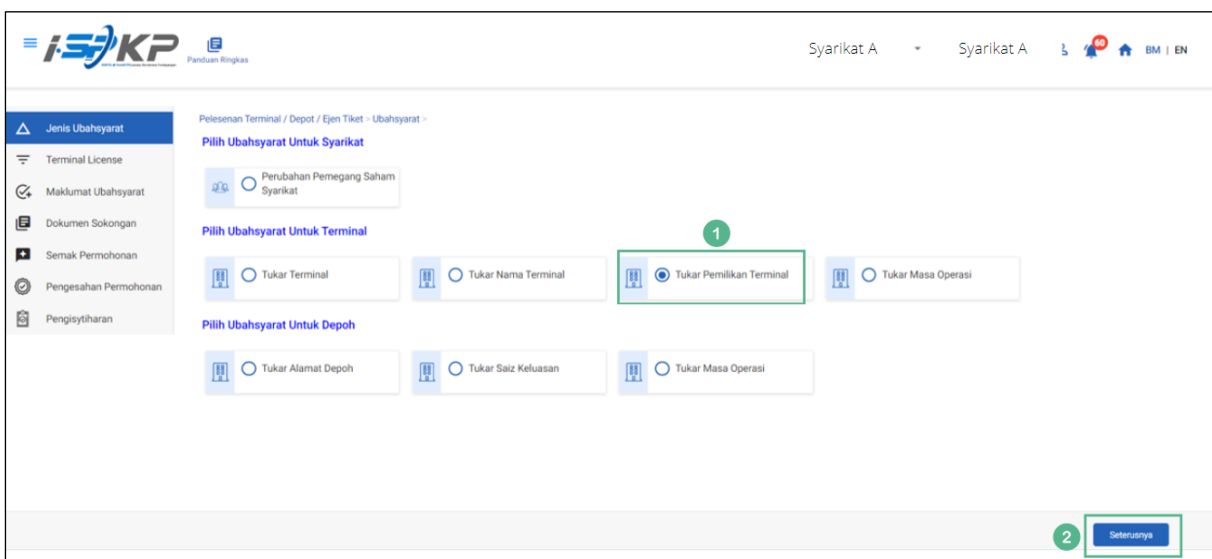 i-SPKP
Panduan Ringkas
Syarikat A
Syarikat A
60
BM | EN
Jenis Ubahsyarat
Terminal License
Maklumat Ubahsyarat
Dokumen Sokongan
Semak Permohonan
Pengesahan Permohonan
Pengisytiharan
Pelesenan Terminal / Depot / Ejen Tiket > Ubahsyarat >
Pilih Ubahsyarat Untuk Syarikat
Perubahan Pemegang Saham
Syarikat
Pilih Ubahsyarat Untuk Terminal
1
Tukar Terminal
Tukar Nama Terminal
Tukar Pemilikan Terminal
Tukar Masa Operasi
Pilih Ubahsyarat Untuk Depoh
Tukar Alamat Depoh
Tukar Saiz Keluasan
Tukar Masa Operasi
2
Seterusnya